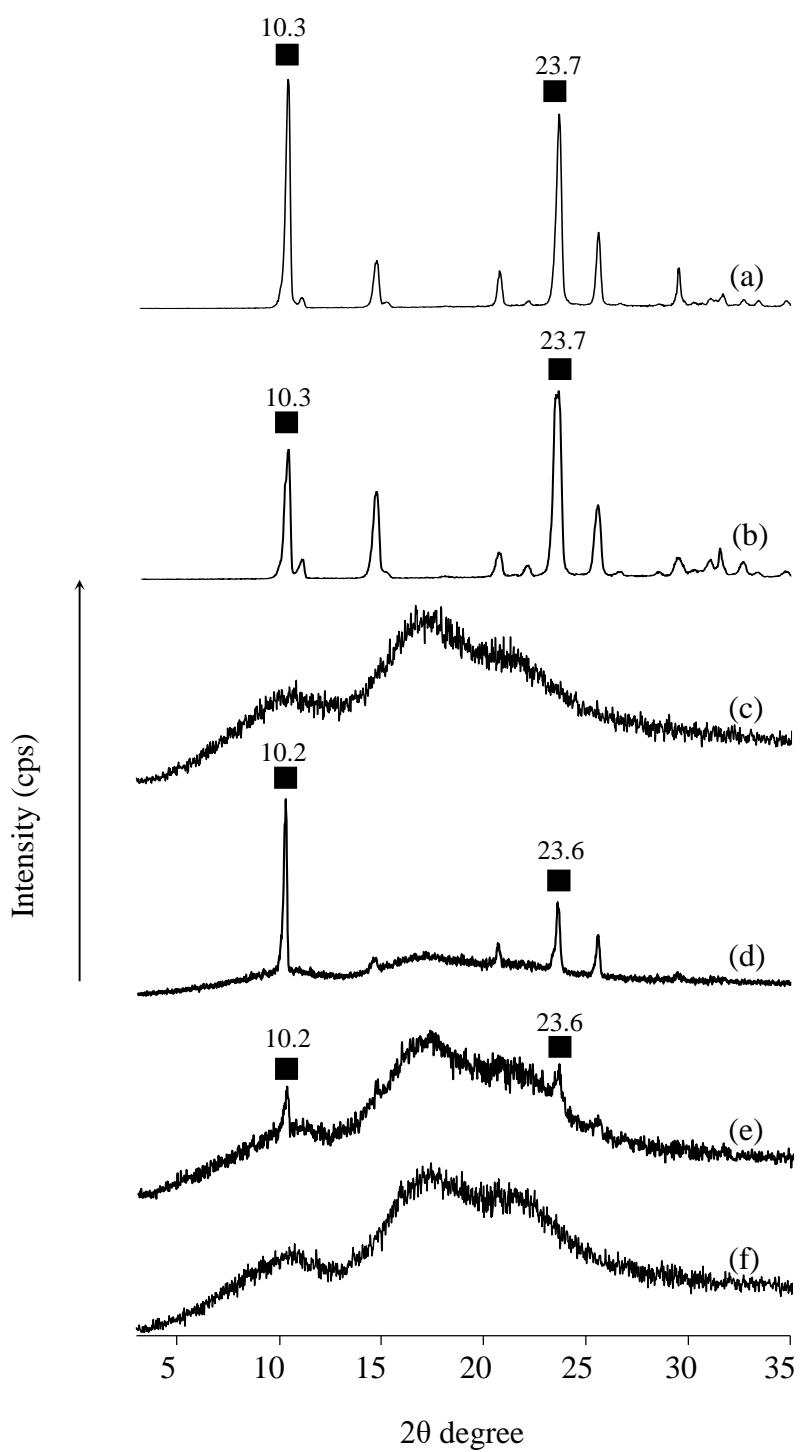 10.3
23.7
(a)
23.7
10.3
(b)
(c)
10.2
23.6
(d)
10.2
23.6
(e)
(f)
Intensity (cps)
5 10 15 20 25 30 35
2θ degree